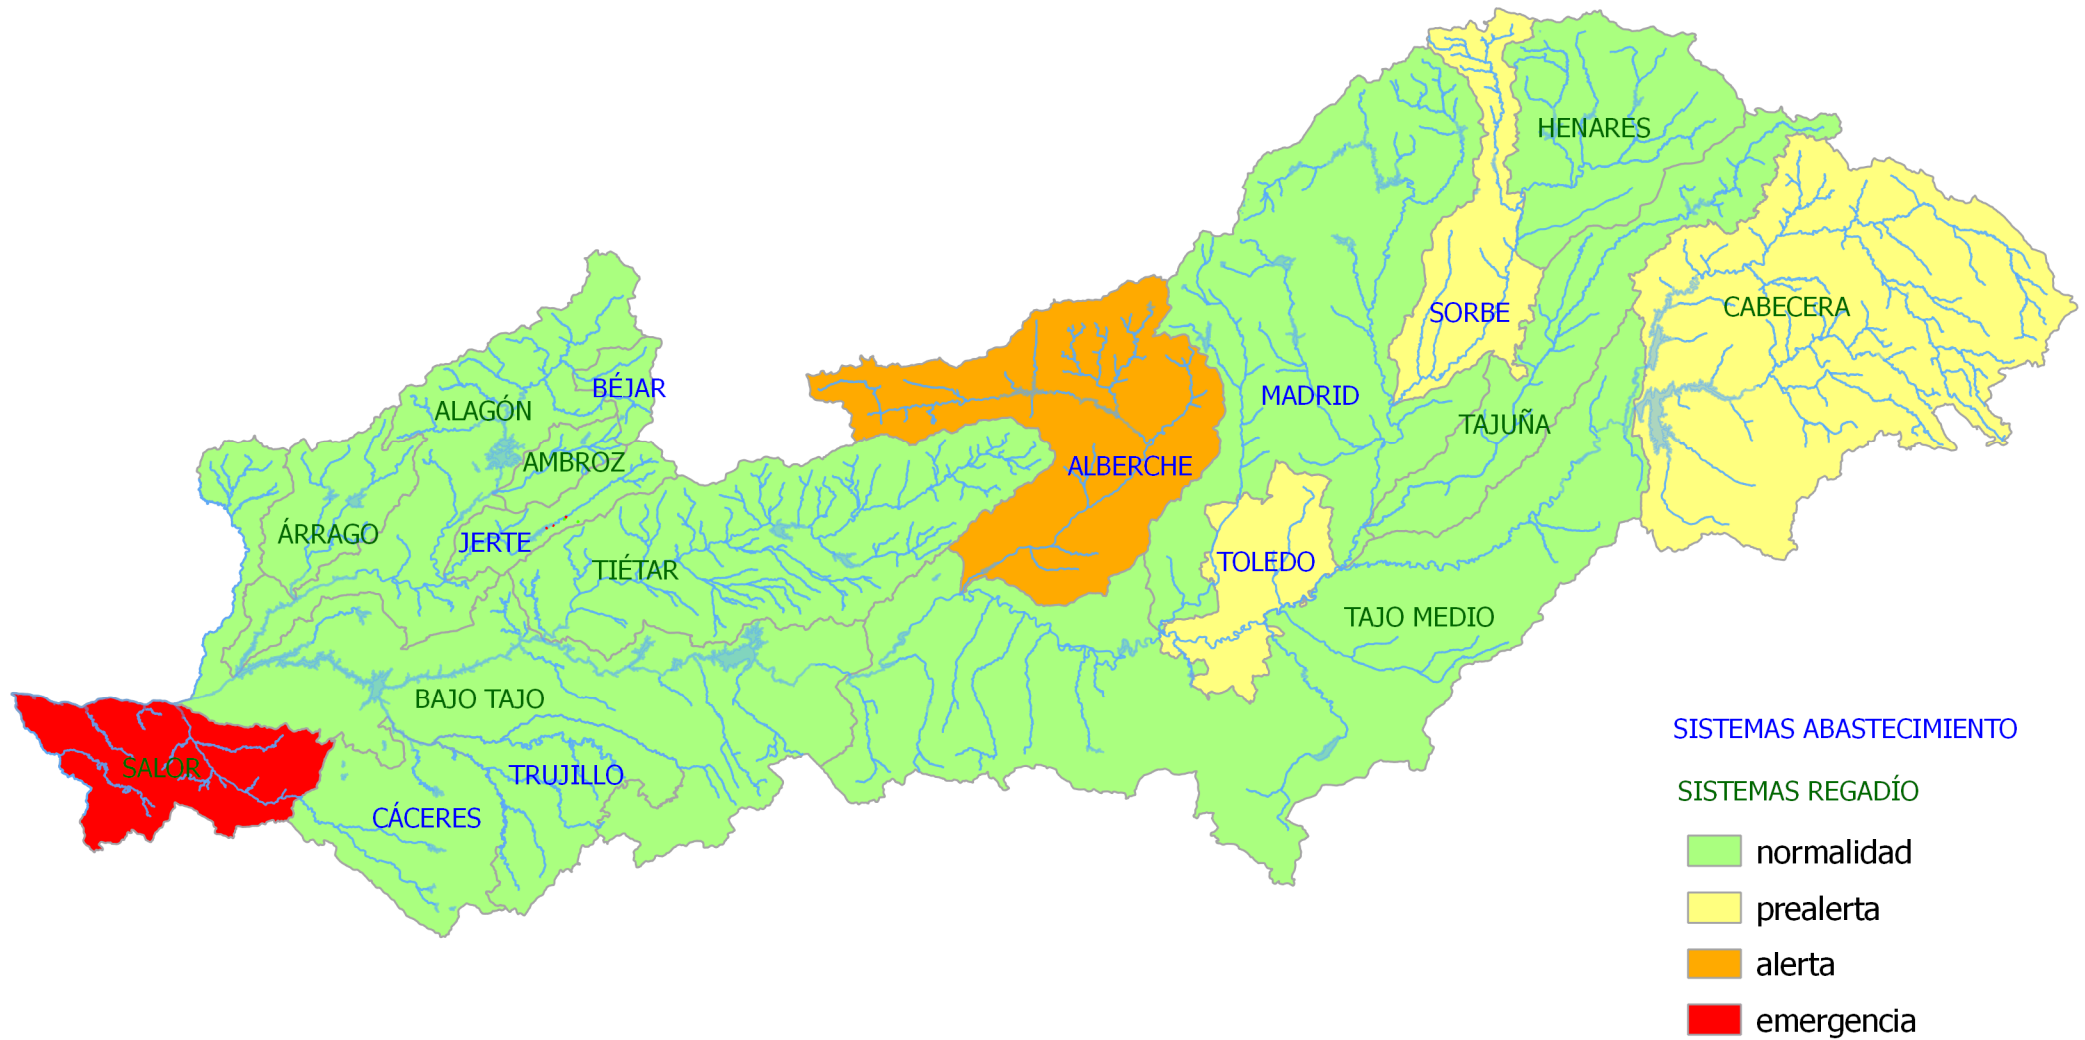 HENARES
CABECERA
SORBE
BÉJAR
MADRID
ALAGÓN
TAJUÑA
AMBROZ
ALBERCHE
ÁRRAGO
JERTE
TIÉTAR
TOLEDO
TAJO MEDIO
BAJO TAJO
SALOR
TRUJILLO
CÁCERES
SISTEMAS ABASTECIMIENTO
SISTEMAS REGADÍO
normalidad
prealerta
alerta
emergencia